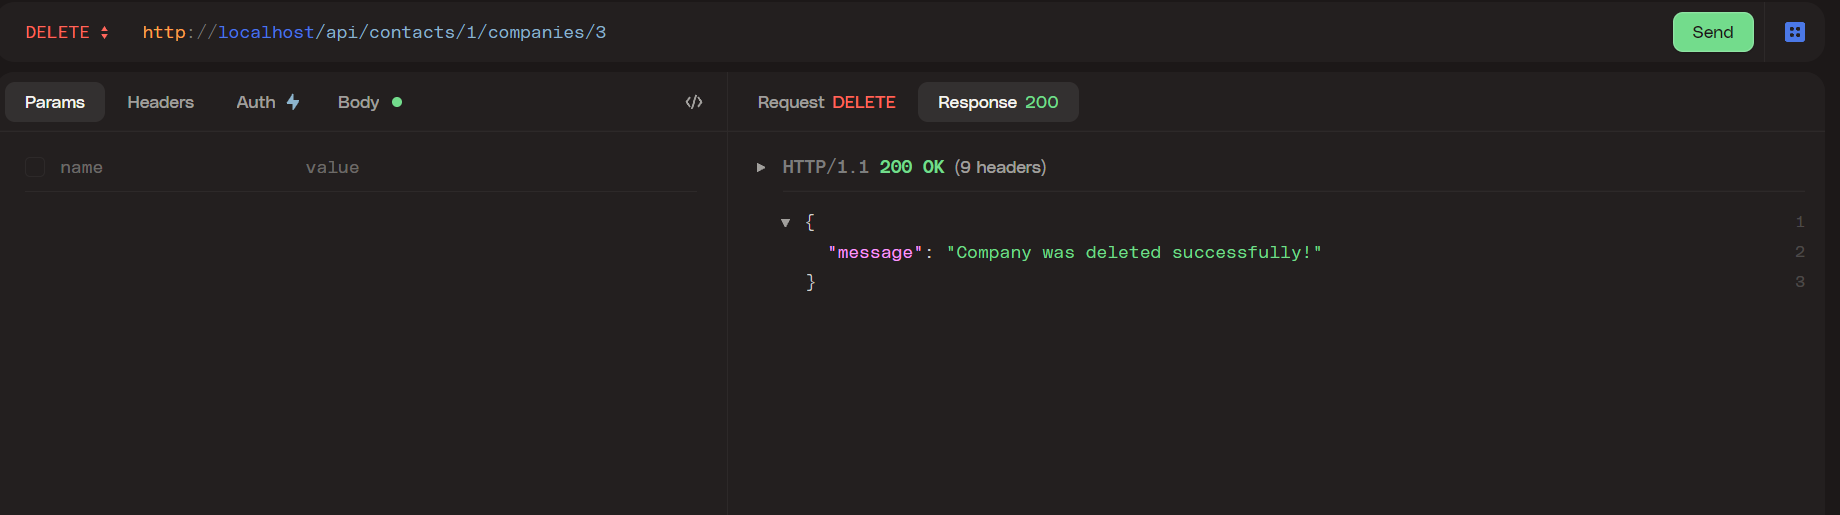 DELETE http://localhost/api/contacts/1/companies/3 Send
Params Headers Auth Body
Request DELETE Response 200
name value
HTTP/1.1 200 OK (9 headers)
{ 1
"message": "Company was deleted successfully!" 2
} 3